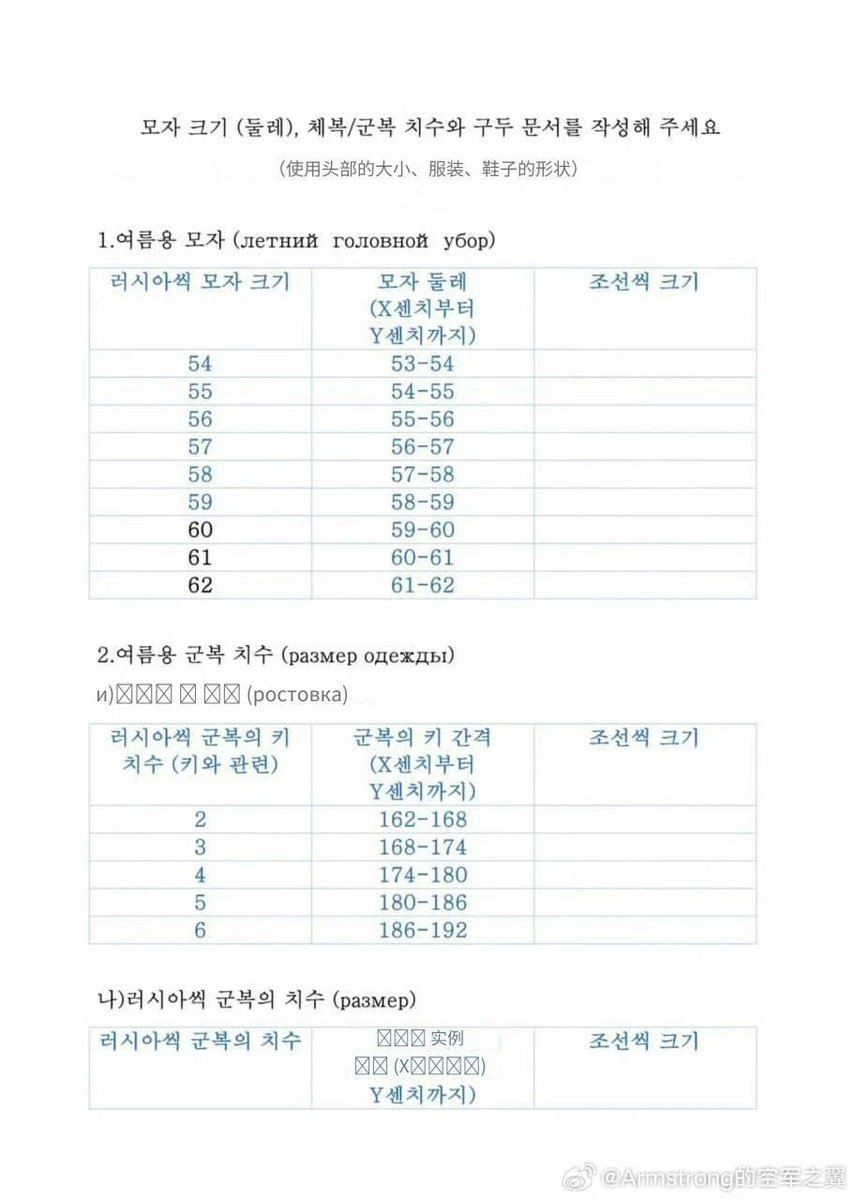 모자 크기 (둘레), 체복/군복 치수와 구두 문서를 작성해 주세요
(使用头部的大小、服装、鞋子的形状)
1.여름용 모자 (летний головной убор)
러시아씩 모자 크기 모자 둘레 (X센치부터 Y센치까지) 조선씩 크기
54 53-54
55 54-55
56 55-56
57 56-57
58 57-58
59 58-59
60 59-60
61 60-61
62 61-62
2.여름용 군복 치수 (размер одежды)
и) (ростовка)
러시아씩 군복의 키 치수 (키와 관련) 군복의 키 간격 (X센치부터 Y센치까지) 조선씩 크기
2 162-168
3 168-174
4 174-180
5 180-186
6 186-192
나)러시아씩 군복의 치수 (размер)
러시아씩 군복의 치수 实例 (X) Y센치까지) 조선씩 크기
@Armstrong的空军之翼